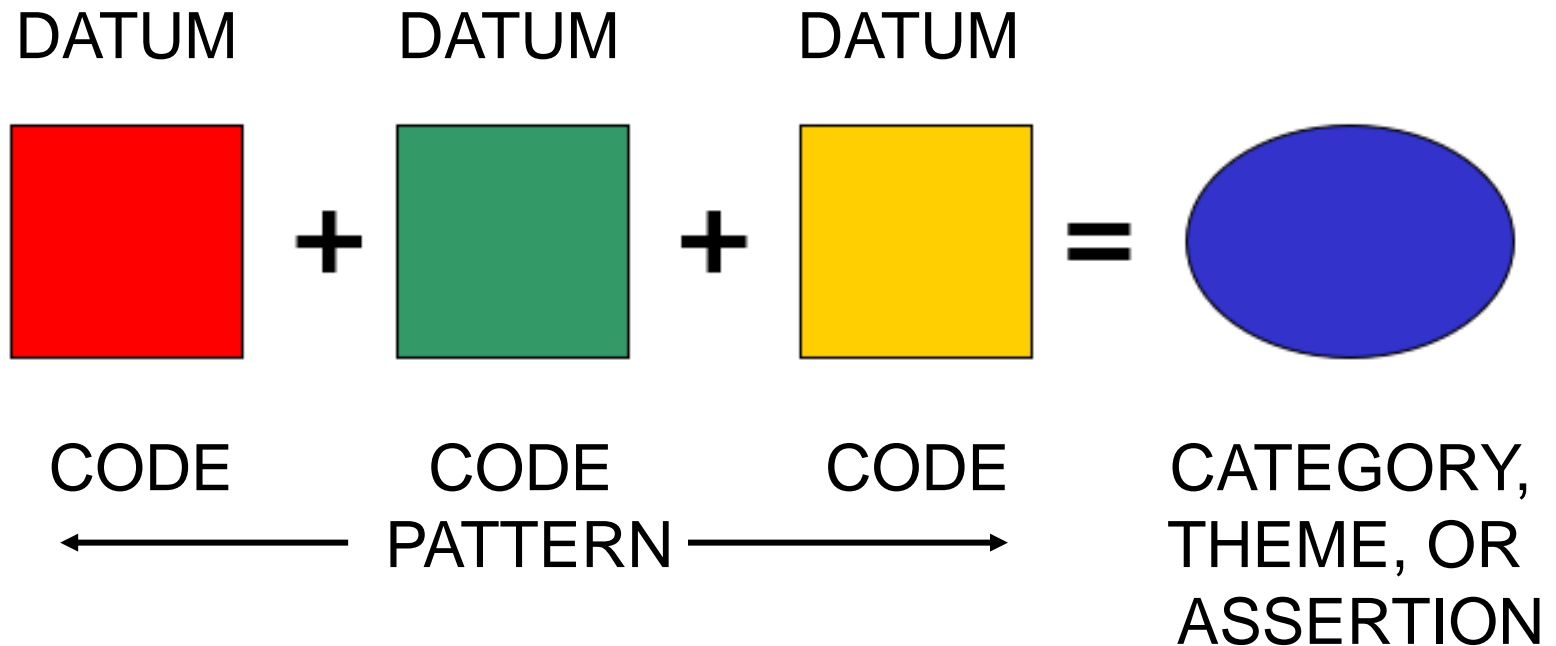 DATUM DATUM DATUM
+ + =
CODE CODE CODE CATEGORY,
PATTERN THEME, OR
ASSERTION